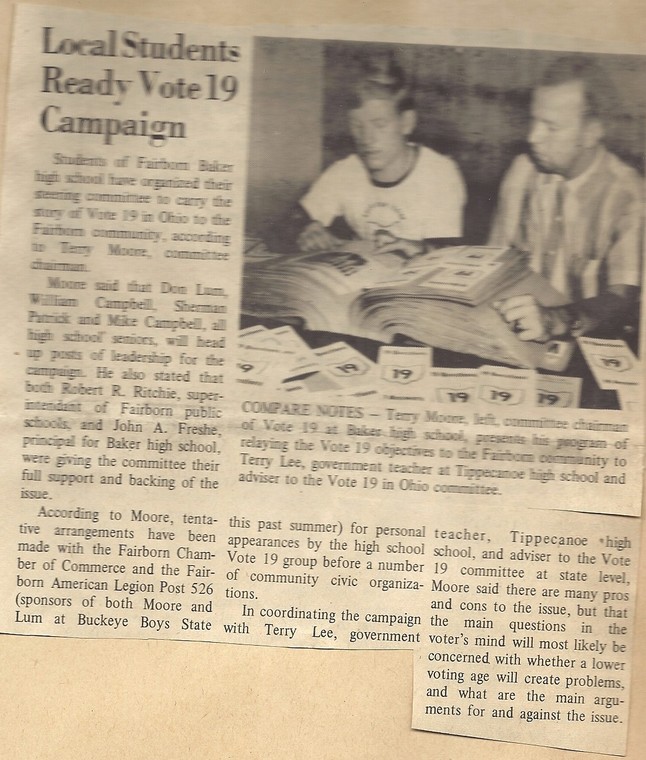 Local Students
Ready Vote 19
Campaign
Students of Fairborn Baker
high school have organized their
steering committee to carry the
story of Vote 19 in Ohio to the
Fairborn community, according
to Terry Moore, committee
chairman.
Moore said that Don Lum,
William Campbell, Sherman
Patrick and Mike Campbell, all
high school seniors, will head
up posts of leadership for the
campaign. He also stated that
both Robert R. Ritchie, super-
intendant of Fairborn public
schools, and John A. Freshe,
principal for Baker high school,
were giving the committee their
full support and backing of the
issue.
According to Moore, tenta-
tive arrangements have been
made with the Fairborn Cham-
ber of Commerce and the Fair-
born American Legion Post 526
(sponsors of both Moore and
Lum at Buckeye Boys State
19
19
19
19
19
19
COMPARE NOTES — Terry Moore, left, committee chairman
of Vote 19 at Baker high school, presents his program of
relaying the Vote 19 objectives to the Fairborn community to
Terry Lee, government teacher at Tippecanoe high school and
adviser to the Vote 19 in Ohio committee.
this past summer) for personal
appearances by the high school
Vote 19 group before a number
of community civic organiza-
tions.
In coordinating the campaign
with Terry Lee, government
teacher, Tippecanoe high
school, and adviser to the Vote
19 committee at state level,
Moore said there are many pros
and cons to the issue, but that
the main questions in the
voter's mind will most likely be
concerned with whether a lower
voting age will create problems,
and what are the main argu-
ments for and against the issue.